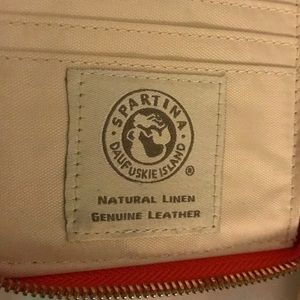 SPARTINA
DAUFUSKIE ISLAND
®
NATURAL LINEN
GENUINE LEATHER